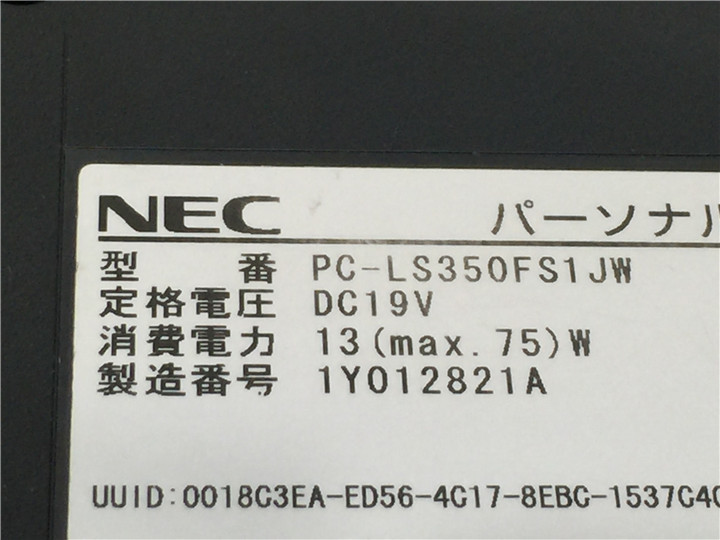 NEC パーソナル
型 番 PC-LS350FS1JW
定格電圧 DC19V
消費電力 13(max.75)W
製造番号 1Y012821A
UUID:0018C3EA-ED56-4C17-8EBC-1537C4C